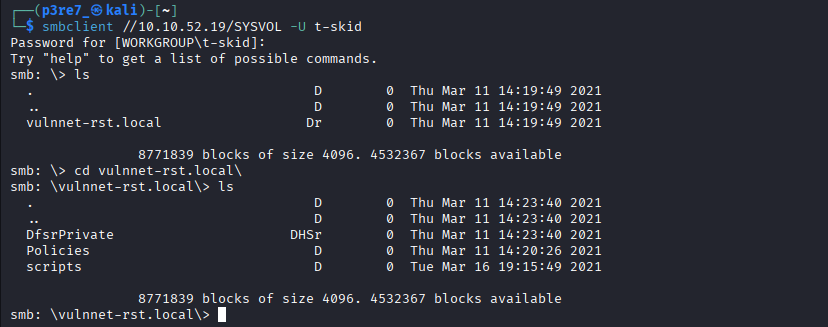 ┌──(p3re7_㉿kali)-[~]
└─$ smbclient //10.10.52.19/SYSVOL -U t-skid
Password for [WORKGROUP\t-skid]:
Try "help" to get a list of possible commands.
smb: \> ls
  .                                   D        0  Thu Mar 11 14:19:49 2021
  ..                                  D        0  Thu Mar 11 14:19:49 2021
  vulnnet-rst.local                  Dr        0  Thu Mar 11 14:19:49 2021
                8771839 blocks of size 4096. 4532367 blocks available
smb: \> cd vulnnet-rst.local\
smb: \vulnnet-rst.local\> ls
  .                                   D        0  Thu Mar 11 14:23:40 2021
  ..                                  D        0  Thu Mar 11 14:23:40 2021
  DfsrPrivate                      DHSr        0  Thu Mar 11 14:23:40 2021
  Policies                            D        0  Thu Mar 11 14:20:26 2021
  scripts                             D        0  Tue Mar 16 19:15:49 2021
                8771839 blocks of size 4096. 4532367 blocks available
smb: \vulnnet-rst.local\>